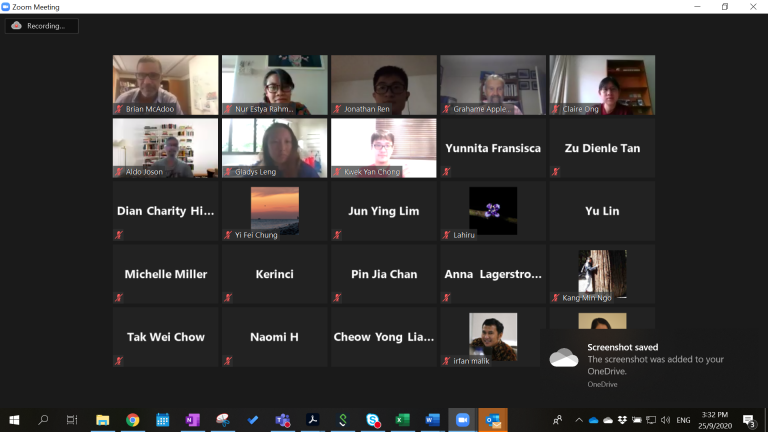 Zoom Meeting
Recording...
Brian McAdoo
Nur Estya Rahm...
Jonathan Ren
Grahame Apple...
Claire Ong
Aldo Joson
Gladys Leng
Kwek Yan Chong
Yunnita Fransisca
Zu Dienle Tan
Dian Charity Hi...
Yi Fei Chung
Jun Ying Lim
Lahiru
Yu Lin
Michelle Miller
Kerinci
Pin Jia Chan
Anna Lagerstro...
Kang Min Ngo
Tak Wei Chow
Naomi H
Cheow Yong Lia...
irfan malik
Screenshot saved
The screenshot was added to your
OneDrive.
OneDrive
ENG
3:32 PM
25/9/2020
3